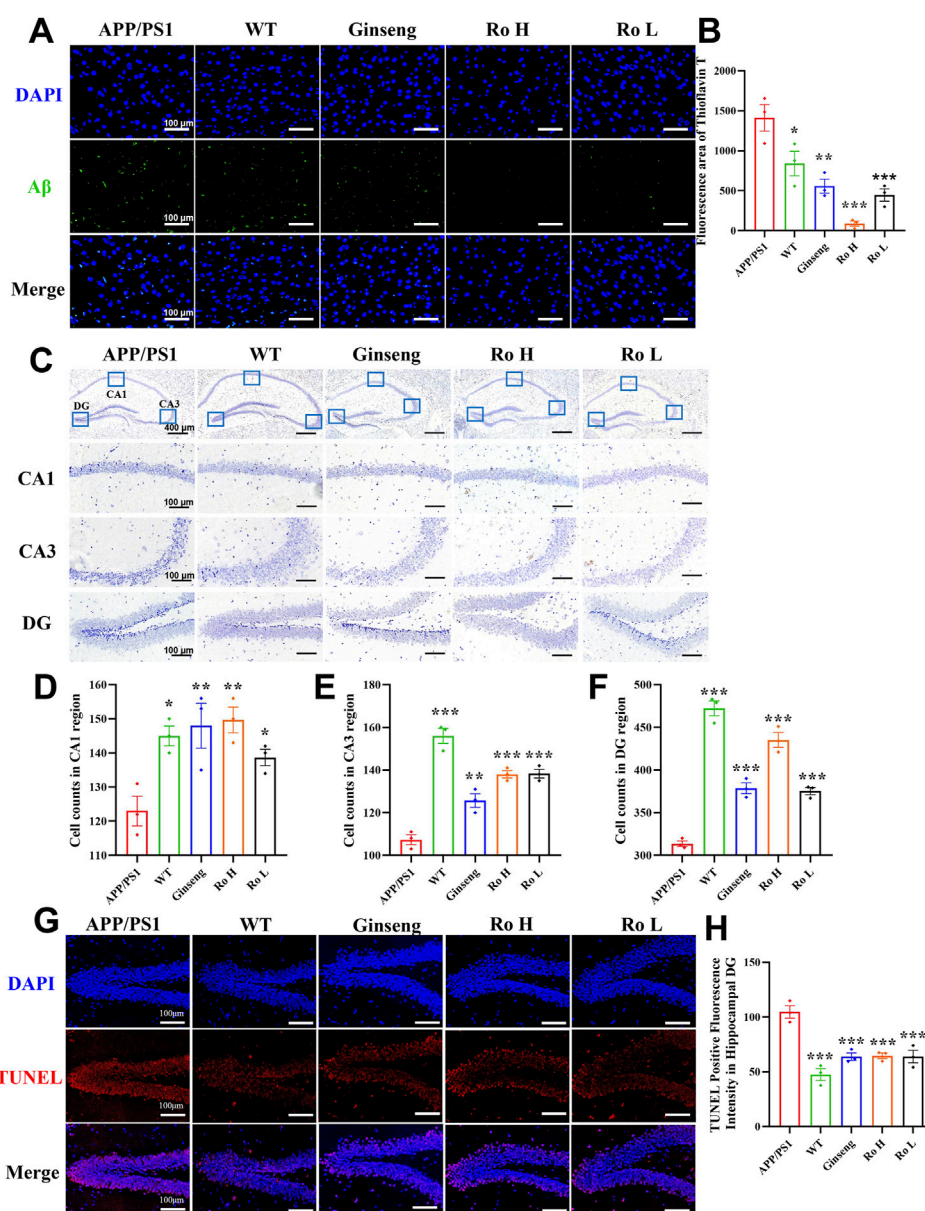 A
APP/PS1 WT Ginseng Ro H Ro L
DAPI
100 μm
Aβ
100 μm
Merge
100 μm
B
Fluorescence area of Thioflavin T
2000
1500
1000
500
0
* ** *** ***
APP/PS1 WT Ginseng Ro H Ro L
C
APP/PS1 WT Ginseng Ro H Ro L
CA1
DG CA3
400 μm
CA1
100 μm
CA3
100 μm
DG
100 μm
D
Cell counts in CA1 region
160
150
140
130
120
110
* ** ** *
APP/PS1 WT Ginseng Ro H Ro L
E
Cell counts in CA3 region
180
160
140
120
100
*** ** *** ***
APP/PS1 WT Ginseng Ro H Ro L
F
Cell counts in DG region
500
450
400
350
300
*** *** *** ***
APP/PS1 WT Ginseng Ro H Ro L
G
APP/PS1 WT Ginseng Ro H Ro L
DAPI
100μm
TUNEL
100μm
Merge
100μm
H
TUNEL Positive Fluorescence
Intensity in Hippocampal DG
150
100
50
0
*** *** *** ***
APP/PS1 WT Ginseng Ro H Ro L